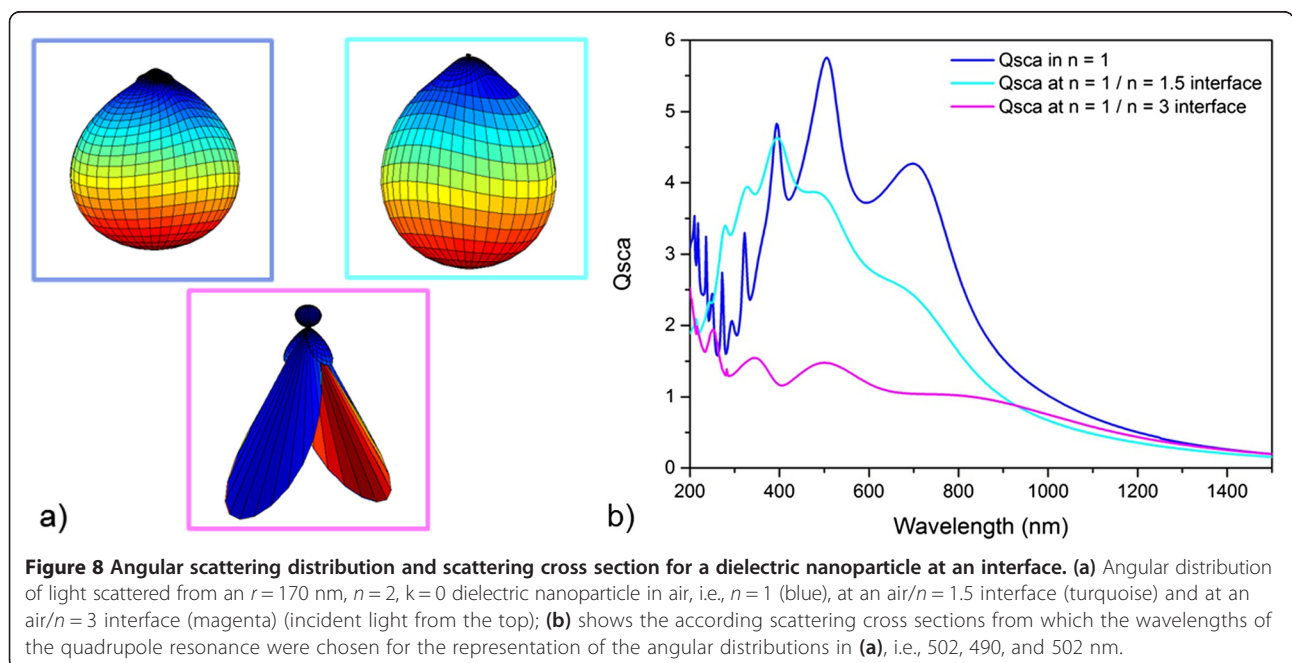 a)
b)
6
5
4
3
2
1
0
Qsca
200
400
600
800
1000
1200
1400
Wavelength (nm)
Qsca in n = 1
Qsca at n = 1 / n = 1.5 interface
Qsca at n = 1 / n = 3 interface
Figure 8 Angular scattering distribution and scattering cross section for a dielectric nanoparticle at an interface. (a) Angular distribution
of light scattered from an r = 170 nm, n = 2, k = 0 dielectric nanoparticle in air, i.e., n = 1 (blue), at an air/n = 1.5 interface (turquoise) and at an
air/n = 3 interface (magenta) (incident light from the top); (b) shows the according scattering cross sections from which the wavelengths of
the quadrupole resonance were chosen for the representation of the angular distributions in (a), i.e., 502, 490, and 502 nm.